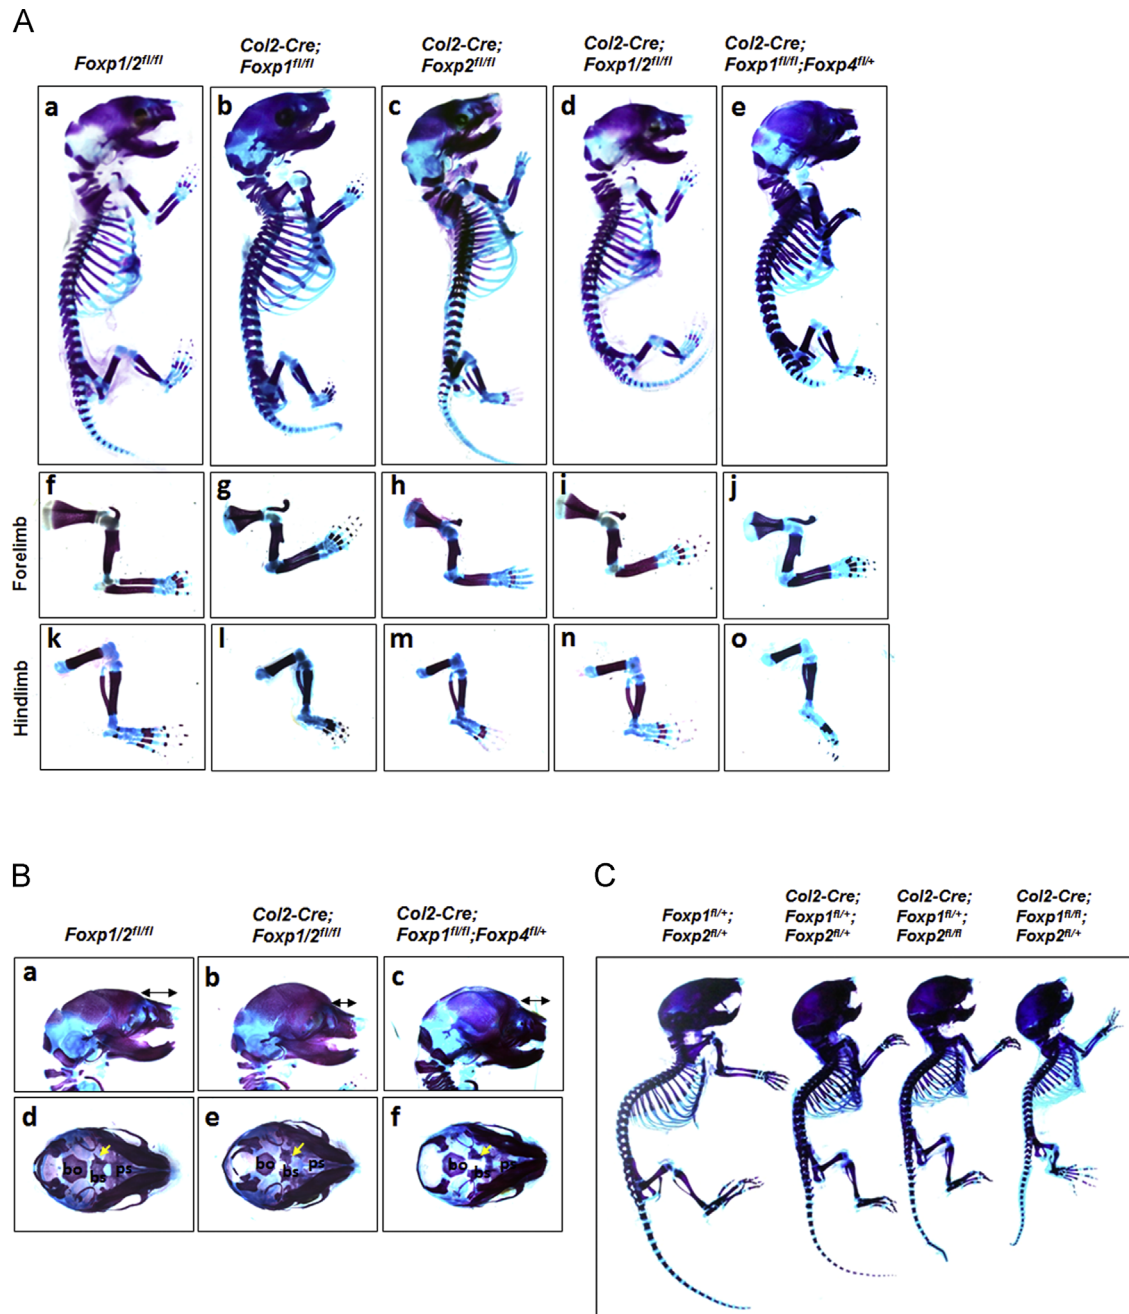 A
Foxp1/2fl/fl
Col2-Cre;
Foxp1fl/fl
Col2-Cre;
Foxp2fl/fl
Col2-Cre;
Foxp1/2fl/fl
Col2-Cre;
Foxp1fl/fl;Foxp4fl/+
a
b
c
d
e
Forelimb
f
g
h
i
j
Hindlimb
k
l
m
n
o
B
Foxp1/2fl/fl
Col2-Cre;
Foxp1/2fl/fl
Col2-Cre;
Foxp1fl/fl;Foxp4fl/+
a
b
c
d
bo
bs
ps
e
bo
bs
ps
f
bo
bs
ps
C
Foxp1fl/+;
Foxp2fl/+
Col2-Cre;
Foxp1fl/+;
Foxp2fl/+
Col2-Cre;
Foxp1fl/+;
Foxp2fl/fl
Col2-Cre;
Foxp1fl/fl;
Foxp2fl/+